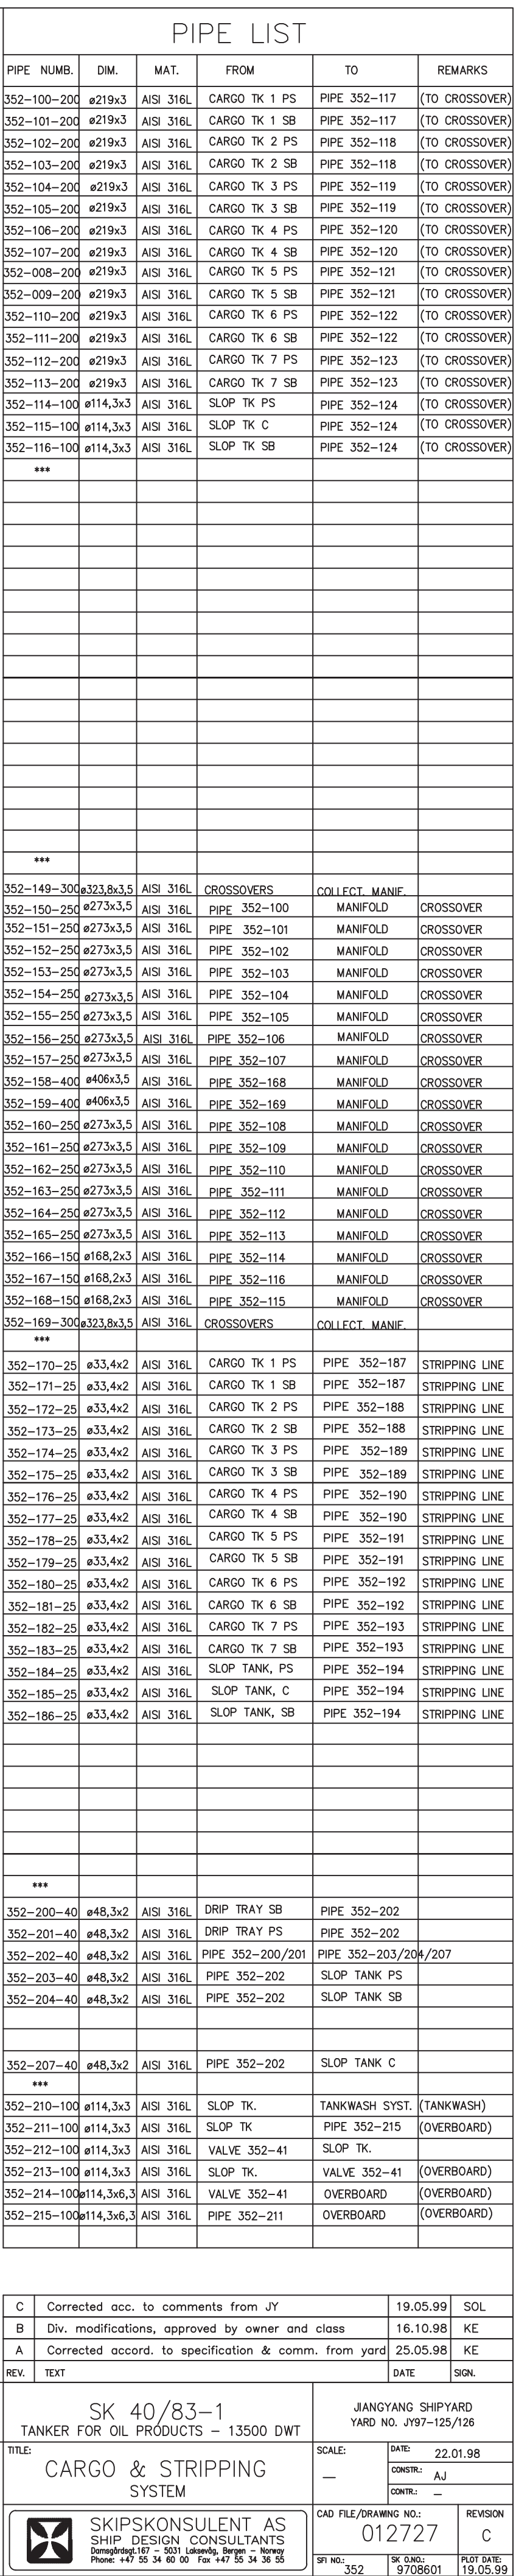 PIPE LIST
PIPE NUMB. DIM. MAT. FROM TO REMARKS
352-100-200 ø219x3 AISI 316L CARGO TK 1 PS PIPE 352-117 (TO CROSSOVER)
352-101-200 ø219x3 AISI 316L CARGO TK 1 SB PIPE 352-117 (TO CROSSOVER)
352-102-200 ø219x3 AISI 316L CARGO TK 2 PS PIPE 352-118 (TO CROSSOVER)
352-103-200 ø219x3 AISI 316L CARGO TK 2 SB PIPE 352-118 (TO CROSSOVER)
352-104-200 ø219x3 AISI 316L CARGO TK 3 PS PIPE 352-119 (TO CROSSOVER)
352-105-200 ø219x3 AISI 316L CARGO TK 3 SB PIPE 352-119 (TO CROSSOVER)
352-106-200 ø219x3 AISI 316L CARGO TK 4 PS PIPE 352-120 (TO CROSSOVER)
352-107-200 ø219x3 AISI 316L CARGO TK 4 SB PIPE 352-120 (TO CROSSOVER)
352-008-200 ø219x3 AISI 316L CARGO TK 5 PS PIPE 352-121 (TO CROSSOVER)
352-009-200 ø219x3 AISI 316L CARGO TK 5 SB PIPE 352-121 (TO CROSSOVER)
352-110-200 ø219x3 AISI 316L CARGO TK 6 PS PIPE 352-122 (TO CROSSOVER)
352-111-200 ø219x3 AISI 316L CARGO TK 6 SB PIPE 352-122 (TO CROSSOVER)
352-112-200 ø219x3 AISI 316L CARGO TK 7 PS PIPE 352-123 (TO CROSSOVER)
352-113-200 ø219x3 AISI 316L CARGO TK 7 SB PIPE 352-123 (TO CROSSOVER)
352-114-100 ø114,3x3 AISI 316L SLOP TK PS PIPE 352-124 (TO CROSSOVER)
352-115-100 ø114,3x3 AISI 316L SLOP TK C PIPE 352-124 (TO CROSSOVER)
352-116-100 ø114,3x3 AISI 316L SLOP TK SB PIPE 352-124 (TO CROSSOVER)
***
***
352-149-300 ø323,8x3,5 AISI 316L CROSSOVERS COLLECT. MANIF.
352-150-250 ø273x3,5 AISI 316L PIPE 352-100 MANIFOLD CROSSOVER
352-151-250 ø273x3,5 AISI 316L PIPE 352-101 MANIFOLD CROSSOVER
352-152-250 ø273x3,5 AISI 316L PIPE 352-102 MANIFOLD CROSSOVER
352-153-250 ø273x3,5 AISI 316L PIPE 352-103 MANIFOLD CROSSOVER
352-154-250 ø273x3,5 AISI 316L PIPE 352-104 MANIFOLD CROSSOVER
352-155-250 ø273x3,5 AISI 316L PIPE 352-105 MANIFOLD CROSSOVER
352-156-250 ø273x3,5 AISI 316L PIPE 352-106 MANIFOLD CROSSOVER
352-157-250 ø273x3,5 AISI 316L PIPE 352-107 MANIFOLD CROSSOVER
352-158-400 ø406x3,5 AISI 316L PIPE 352-168 MANIFOLD CROSSOVER
352-159-400 ø406x3,5 AISI 316L PIPE 352-169 MANIFOLD CROSSOVER
352-160-250 ø273x3,5 AISI 316L PIPE 352-108 MANIFOLD CROSSOVER
352-161-250 ø273x3,5 AISI 316L PIPE 352-109 MANIFOLD CROSSOVER
352-162-250 ø273x3,5 AISI 316L PIPE 352-110 MANIFOLD CROSSOVER
352-163-250 ø273x3,5 AISI 316L PIPE 352-111 MANIFOLD CROSSOVER
352-164-250 ø273x3,5 AISI 316L PIPE 352-112 MANIFOLD CROSSOVER
352-165-250 ø273x3,5 AISI 316L PIPE 352-113 MANIFOLD CROSSOVER
352-166-150 ø168,2x3 AISI 316L PIPE 352-114 MANIFOLD CROSSOVER
352-167-150 ø168,2x3 AISI 316L PIPE 352-116 MANIFOLD CROSSOVER
352-168-150 ø168,2x3 AISI 316L PIPE 352-115 MANIFOLD CROSSOVER
352-169-300 ø323,8x3,5 AISI 316L CROSSOVERS COLLECT. MANIF.
***
352-170-25 ø33,4x2 AISI 316L CARGO TK 1 PS PIPE 352-187 STRIPPING LINE
352-171-25 ø33,4x2 AISI 316L CARGO TK 1 SB PIPE 352-187 STRIPPING LINE
352-172-25 ø33,4x2 AISI 316L CARGO TK 2 PS PIPE 352-188 STRIPPING LINE
352-173-25 ø33,4x2 AISI 316L CARGO TK 2 SB PIPE 352-188 STRIPPING LINE
352-174-25 ø33,4x2 AISI 316L CARGO TK 3 PS PIPE 352-189 STRIPPING LINE
352-175-25 ø33,4x2 AISI 316L CARGO TK 3 SB PIPE 352-189 STRIPPING LINE
352-176-25 ø33,4x2 AISI 316L CARGO TK 4 PS PIPE 352-190 STRIPPING LINE
352-177-25 ø33,4x2 AISI 316L CARGO TK 4 SB PIPE 352-190 STRIPPING LINE
352-178-25 ø33,4x2 AISI 316L CARGO TK 5 PS PIPE 352-191 STRIPPING LINE
352-179-25 ø33,4x2 AISI 316L CARGO TK 5 SB PIPE 352-191 STRIPPING LINE
352-180-25 ø33,4x2 AISI 316L CARGO TK 6 PS PIPE 352-192 STRIPPING LINE
352-181-25 ø33,4x2 AISI 316L CARGO TK 6 SB PIPE 352-192 STRIPPING LINE
352-182-25 ø33,4x2 AISI 316L CARGO TK 7 PS PIPE 352-193 STRIPPING LINE
352-183-25 ø33,4x2 AISI 316L CARGO TK 7 SB PIPE 352-193 STRIPPING LINE
352-184-25 ø33,4x2 AISI 316L SLOP TANK, PS PIPE 352-194 STRIPPING LINE
352-185-25 ø33,4x2 AISI 316L SLOP TANK, C PIPE 352-194 STRIPPING LINE
352-186-25 ø33,4x2 AISI 316L SLOP TANK, SB PIPE 352-194 STRIPPING LINE
***
352-200-40 ø48,3x2 AISI 316L DRIP TRAY SB PIPE 352-202
352-201-40 ø48,3x2 AISI 316L DRIP TRAY PS PIPE 352-202
352-202-40 ø48,3x2 AISI 316L PIPE 352-200/201 PIPE 352-203/204/207
352-203-40 ø48,3x2 AISI 316L PIPE 352-202 SLOP TANK PS
352-204-40 ø48,3x2 AISI 316L PIPE 352-202 SLOP TANK SB
352-207-40 ø48,3x2 AISI 316L PIPE 352-202 SLOP TANK C
***
352-210-100 ø114,3x3 AISI 316L SLOP TK. TANKWASH SYST. (TANKWASH)
352-211-100 ø114,3x3 AISI 316L SLOP TK PIPE 352-215 (OVERBOARD)
352-212-100 ø114,3x3 AISI 316L VALVE 352-41 SLOP TK.
352-213-100 ø114,3x3 AISI 316L SLOP TK. VALVE 352-41 (OVERBOARD)
352-214-100 ø114,3x6,3 AISI 316L VALVE 352-41 OVERBOARD (OVERBOARD)
352-215-100 ø114,3x6,3 AISI 316L PIPE 352-211 OVERBOARD (OVERBOARD)
C Corrected acc. to comments from JY 19.05.99 SOL
B Div. modifications, approved by owner and class 16.10.98 KE
A Corrected accord. to specification & comm. from yard 25.05.98 KE
REV. TEXT DATE SIGN.
SK 40/83-1
TANKER FOR OIL PRODUCTS - 13500 DWT
JIANGYANG SHIPYARD
YARD NO. JY97-125/126
TITLE:
CARGO & STRIPPING
SYSTEM
SCALE:
—
DATE: 22.01.98
CONSTR.: AJ
CONTR.: —
SKIPSKONSULENT AS
SHIP DESIGN CONSULTANTS
Damsgårdsgt.167 - 5031 Laksevåg, Bergen - Norway
Phone: +47 55 34 60 00 Fax +47 55 34 36 55
CAD FILE/DRAWING NO.:
012727
REVISION
C
SFI NO.: 352
SK O.NO.: 9708601
PLOT DATE: 19.05.99